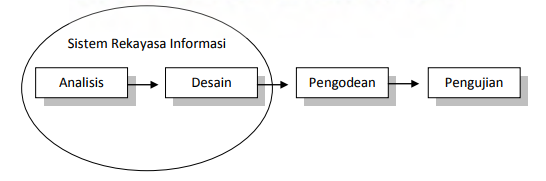 Sistem Rekayasa Informasi
Analisis
Desain
Pengodean
Pengujian